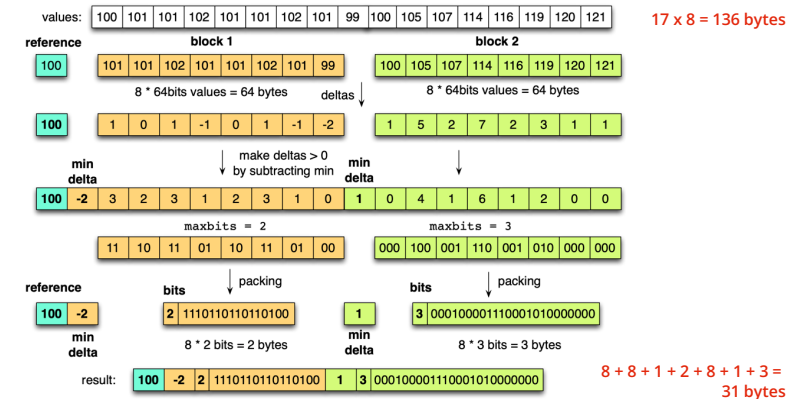 values: 100 101 101 102 101 101 102 101 99 100 105 107 114 116 119 120 121
17 x 8 = 136 bytes
reference block 1 block 2
100 101 101 102 101 101 102 101 99 100 105 107 114 116 119 120 121
8 * 64bits values = 64 bytes deltas 8 * 64bits values = 64 bytes
100 1 0 1 -1 0 1 -1 -2 1 5 2 7 2 3 1 1
make deltas > 0
by subtracting min
min
delta
min
delta
100 -2 3 2 3 1 2 3 1 0 1 0 4 1 6 1 2 0 0
maxbits = 2 maxbits = 3
11 10 11 01 10 11 01 00 000 100 001 110 001 010 000 000
packing packing
reference bits bits
100 -2 2 1110110110110100 1 3 000100001110001010000000
min
delta
8 * 2 bits = 2 bytes
min
delta
8 * 3 bits = 3 bytes
result: 100 -2 2 1110110110110100 1 3 000100001110001010000000
8 + 8 + 1 + 2 + 8 + 1 + 3 =
31 bytes